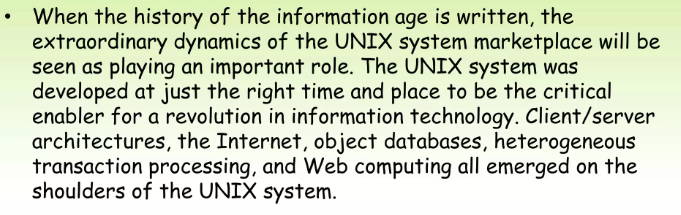 • When the history of the information age is written, the
extraordinary dynamics of the UNIX system marketplace will be
seen as playing an important role. The UNIX system was
developed at just the right time and place to be the critical
enabler for a revolution in information technology. Client/server
architectures, the Internet, object databases, heterogeneous
transaction processing, and Web computing all emerged on the
shoulders of the UNIX system.